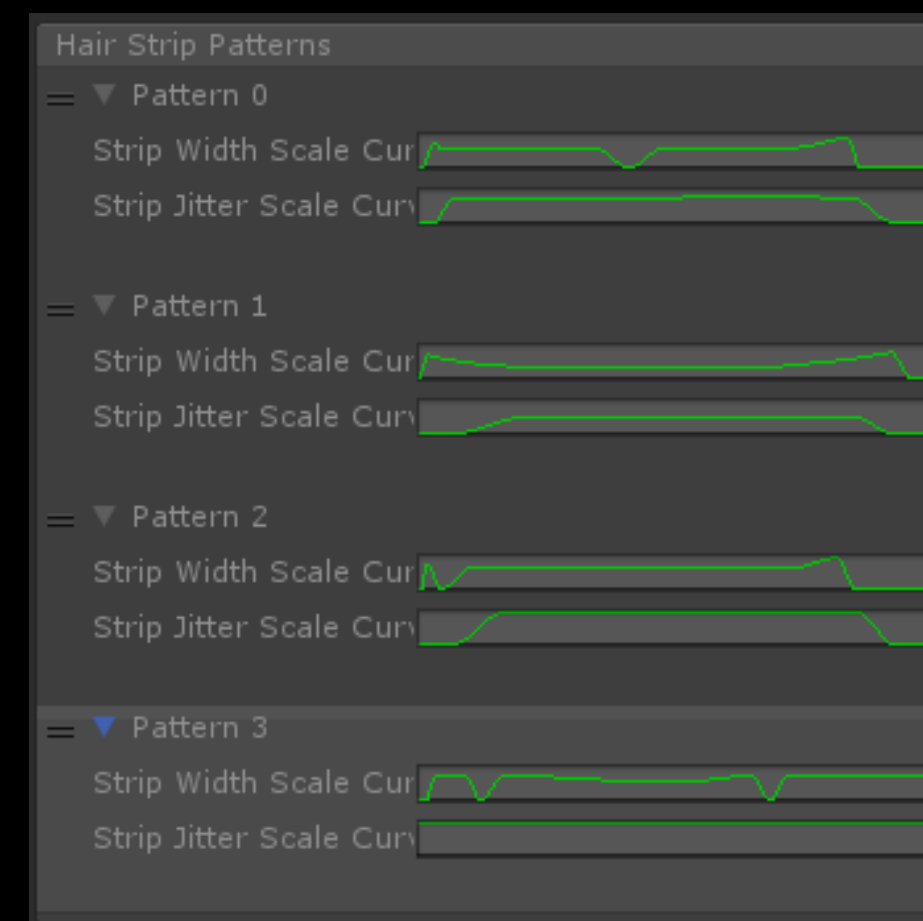 Hair Strip Patterns
Pattern 0
Strip Width Scale Cur
Strip Jitter Scale Curv
Pattern 1
Strip Width Scale Cur
Strip Jitter Scale Curv
Pattern 2
Strip Width Scale Cur
Strip Jitter Scale Curv
Pattern 3
Strip Width Scale Cur
Strip Jitter Scale Curv